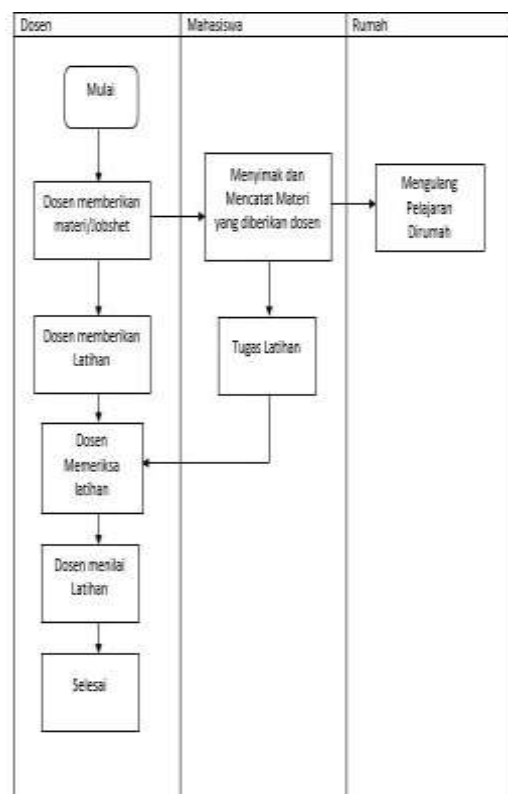 Dosen
Mahasiswa
Rumah
Mulai
Dosen memberikan
materi/Jobshet
Menyimak dan
Mencatat Materi
yang diberikan dosen
Mengulang
Pelajaran
Dirumah
Dosen memberikan
Latihan
Tugas Latihan
Dosen
Memeriksa
latihan
Dosen menilai
Latihan
Selesai